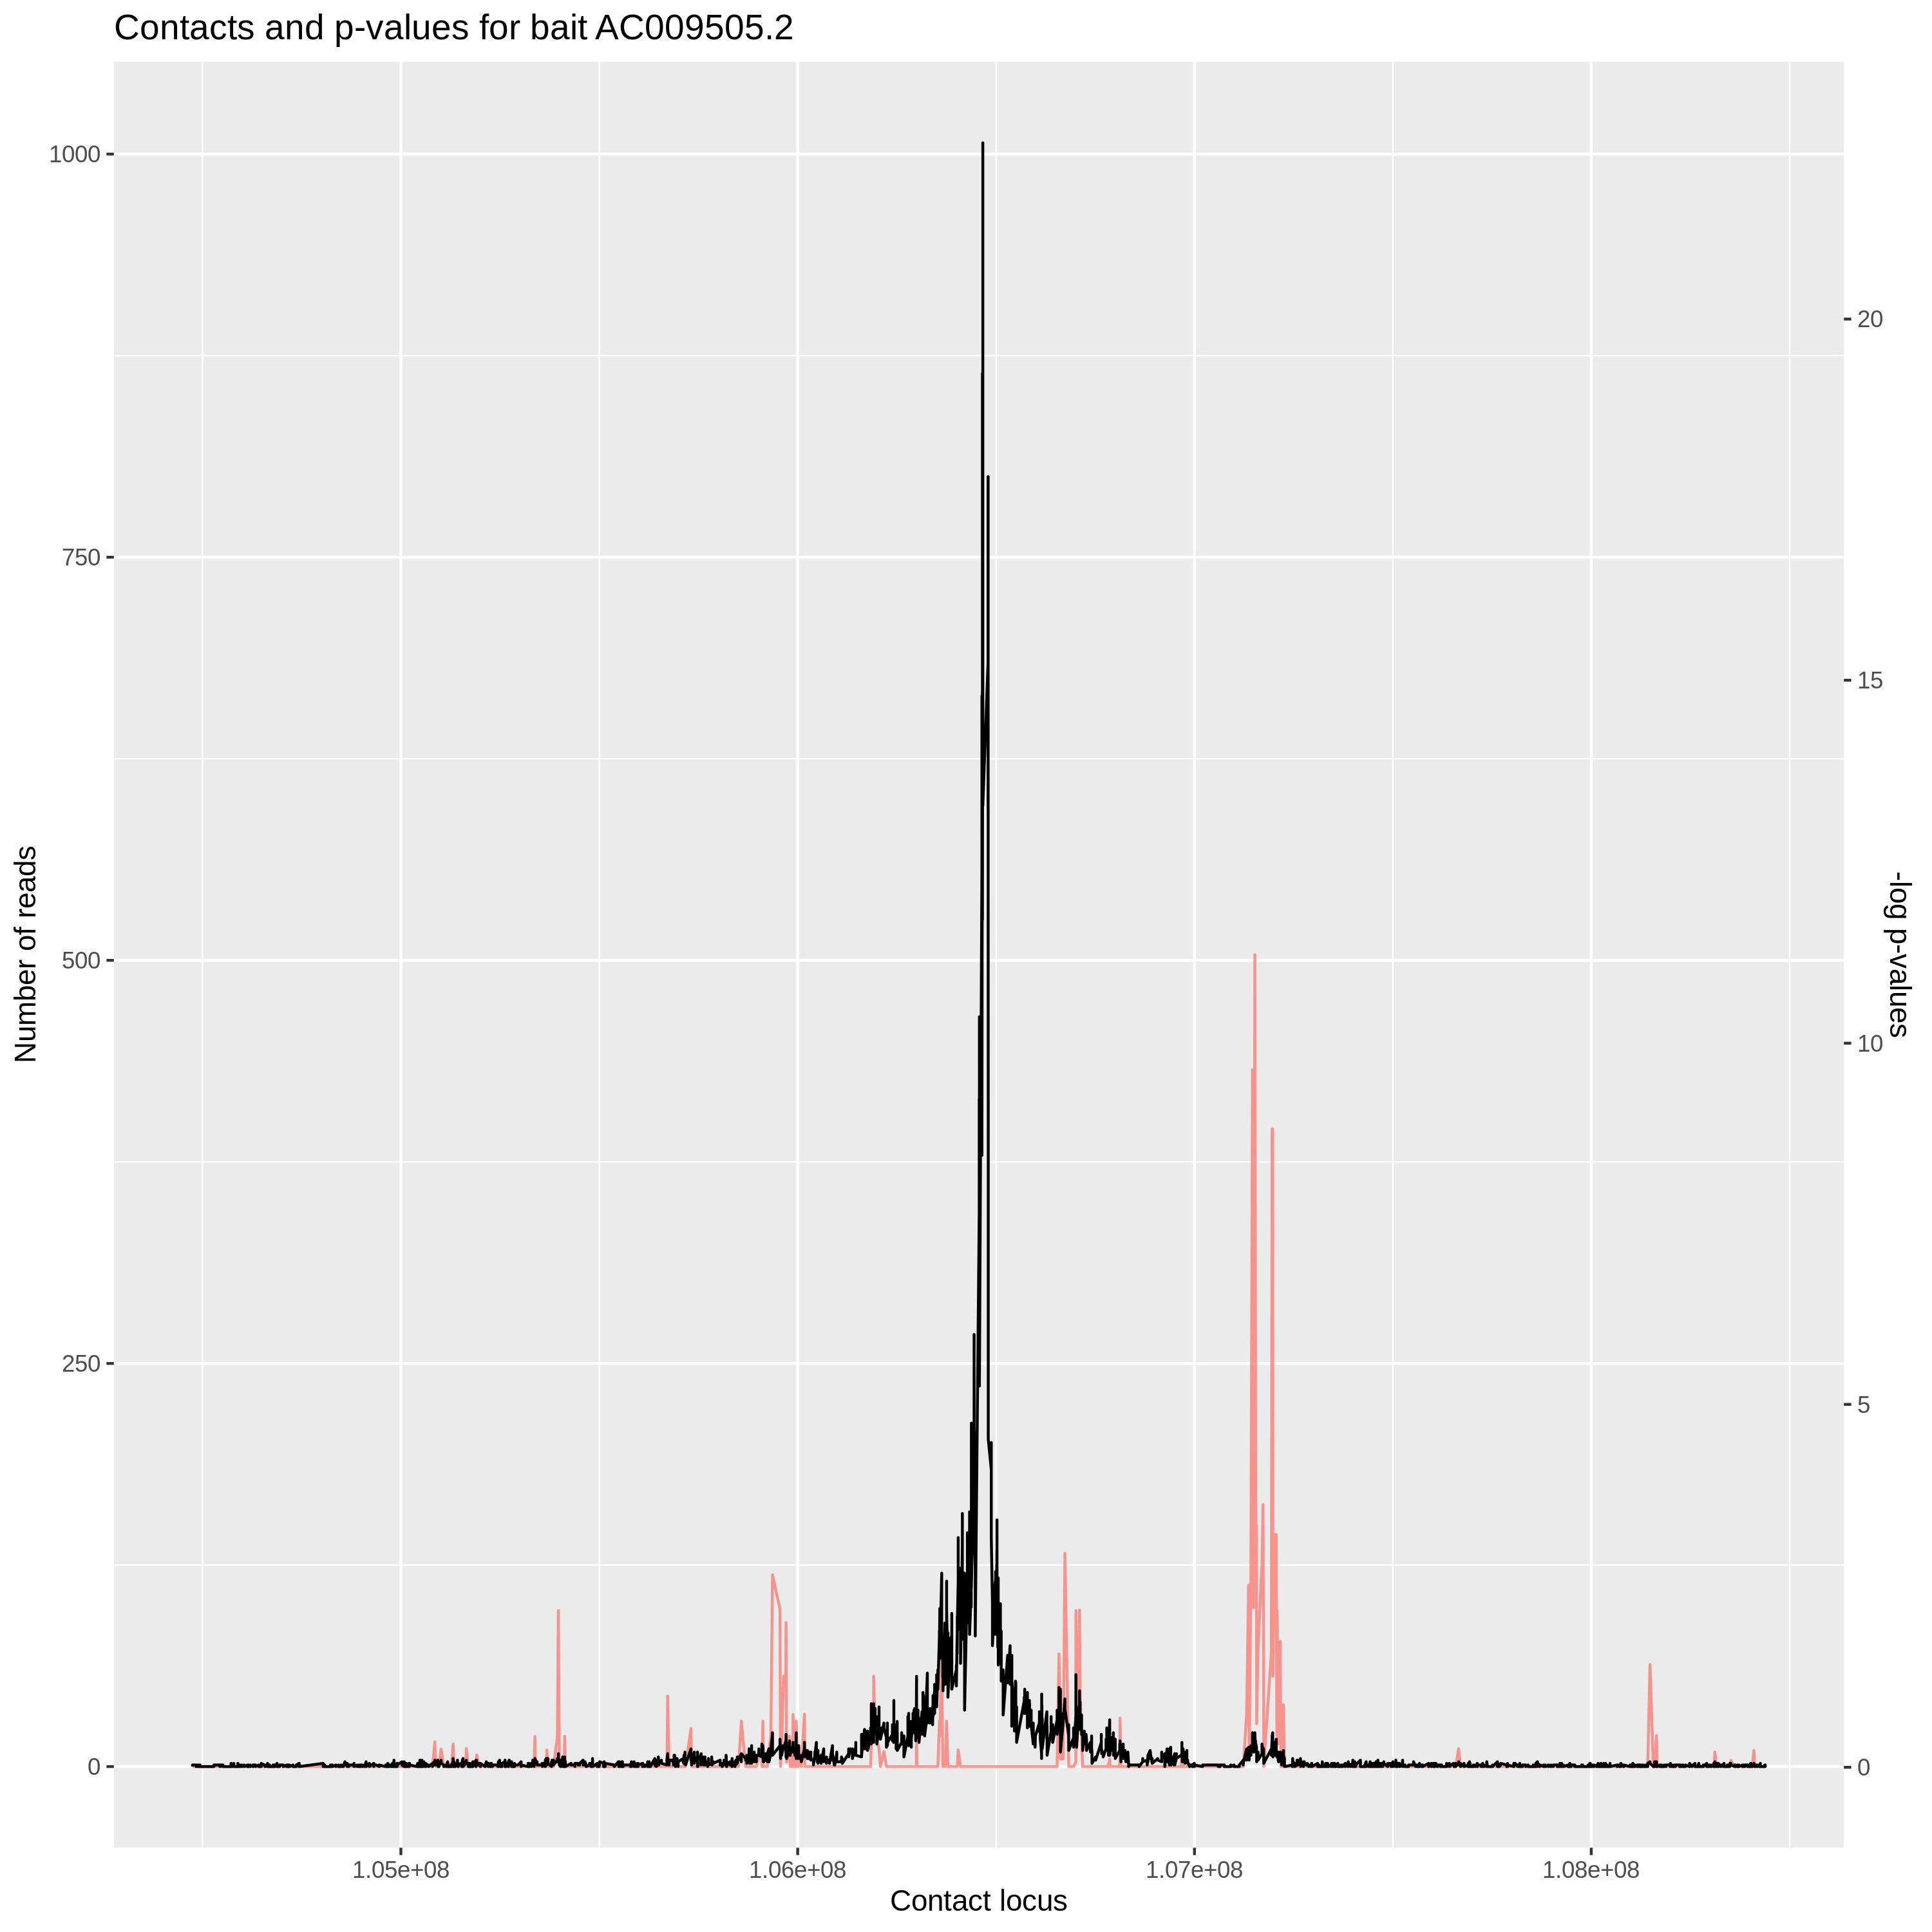 Contacts and p-values for bait AC009505.2
1000
750
500
250
0
Number of reads
20
15
10
5
0
-log p-values
1.05e+08
1.06e+08
1.07e+08
1.08e+08
Contact locus